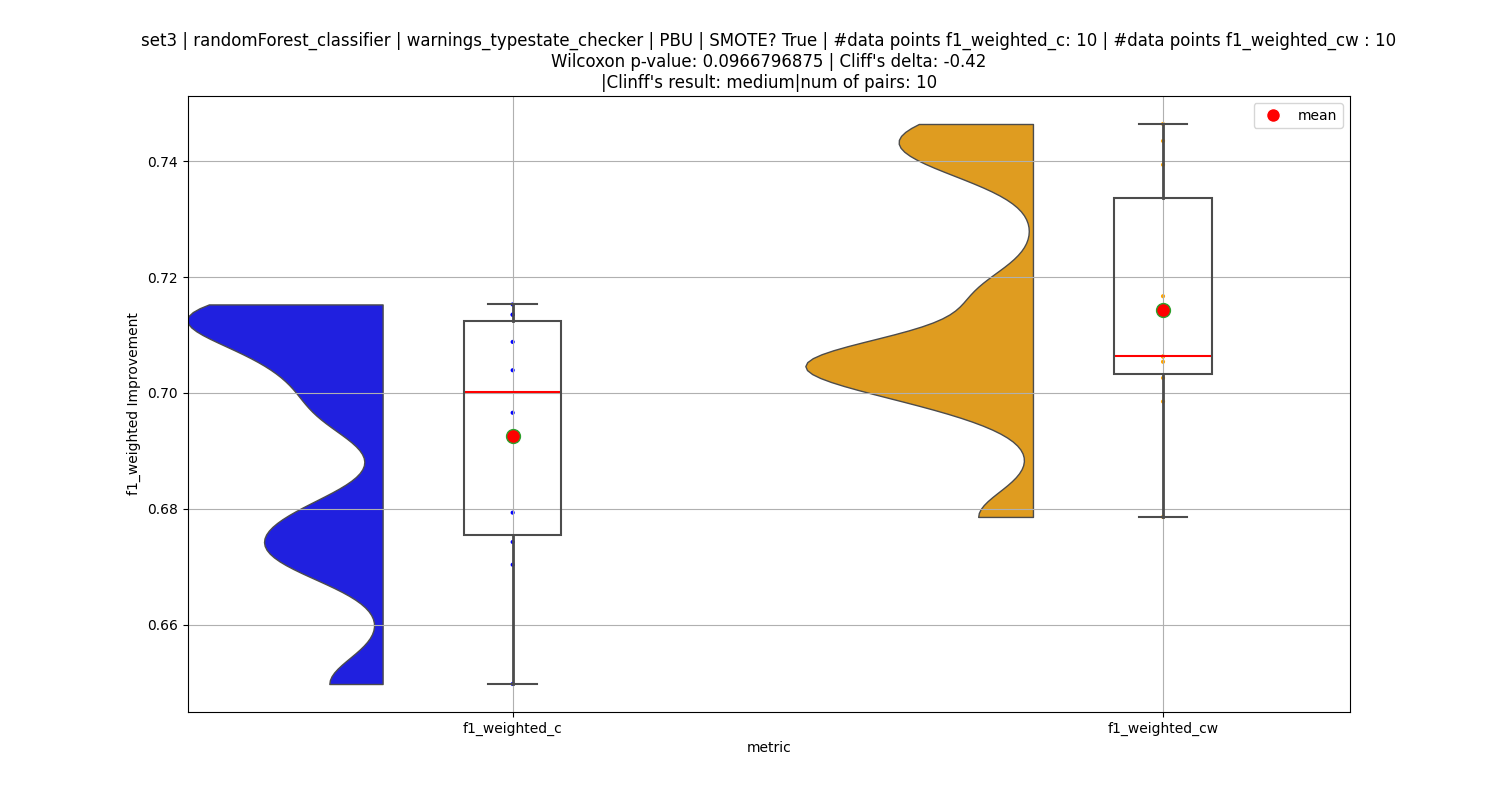 set3 | randomForest_classifier | warnings_typestate_checker | PBU | SMOTE? True | #data points f1_weighted_c: 10 | #data points f1_weighted_cw : 10
Wilcoxon p-value: 0.0966796875 | Cliff's delta: -0.42
|Clinff's result: medium|num of pairs: 10
mean
f1_weighted Improvement
0.74
0.72
0.70
0.68
0.66
f1_weighted_c
f1_weighted_cw
metric